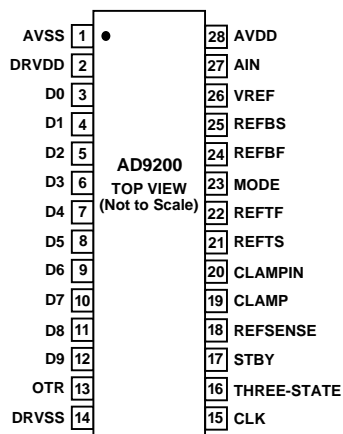 AVSS 1 28 AVDD
DRVDD 2 27 AIN
D0 3 26 VREF
D1 4 25 REFBS
D2 5 24 REFBF
AD9200
D3 6 23 MODE
TOP VIEW
(Not to Scale)
D4 7 22 REFTF
D5 8 21 REFTS
D6 9 20 CLAMPIN
D7 10 19 CLAMP
D8 11 18 REFSENSE
D9 12 17 STBY
OTR 13 16 THREE-STATE
DRVSS 14 15 CLK